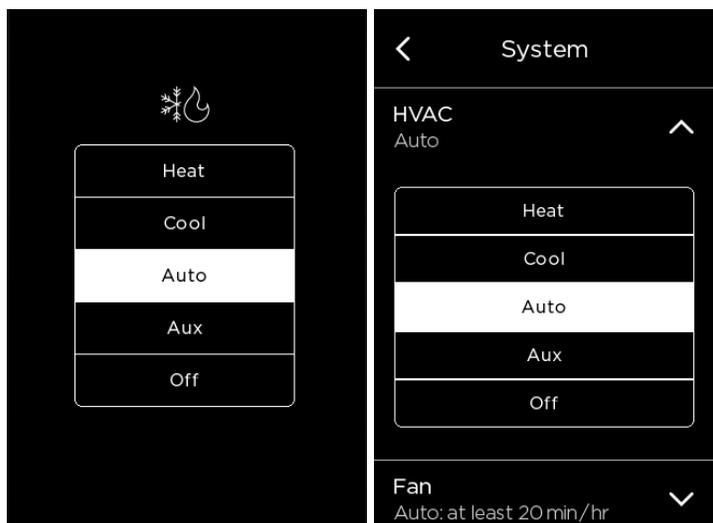 Heat
Cool
Auto
Aux
Off
System
HVAC
Auto
Heat
Cool
Auto
Aux
Off
Fan
Auto: at least 20 min/hr